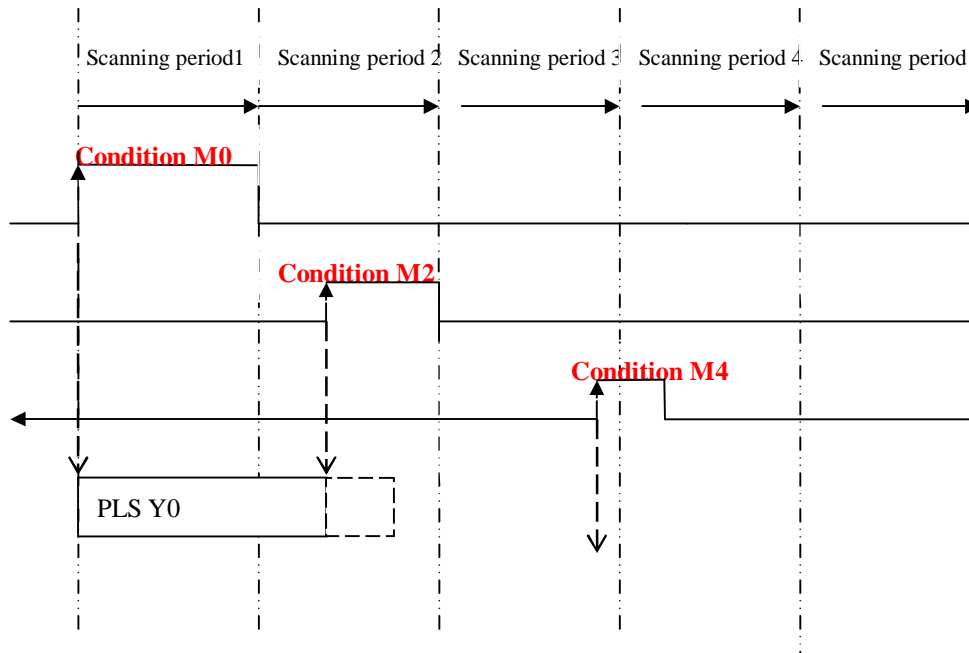 Scanning period1
Scanning period 2
Scanning period 3
Scanning period 4
Scanning period
Condition M0
Condition M2
Condition M4
PLS Y0